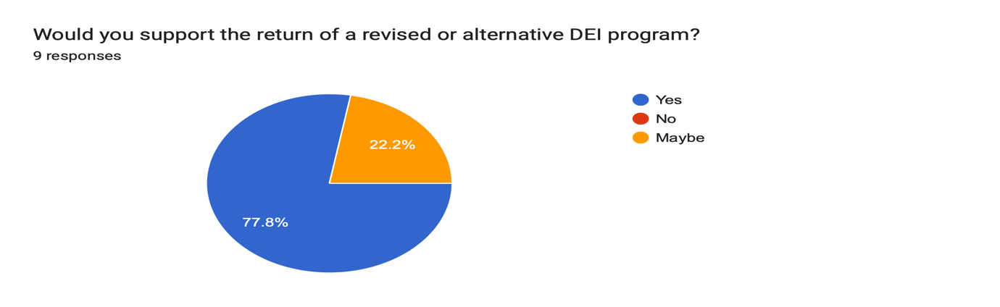 Would you support the return of a revised or alternative DEI program?
9 responses
Yes
No
Maybe
22.2%
77.8%